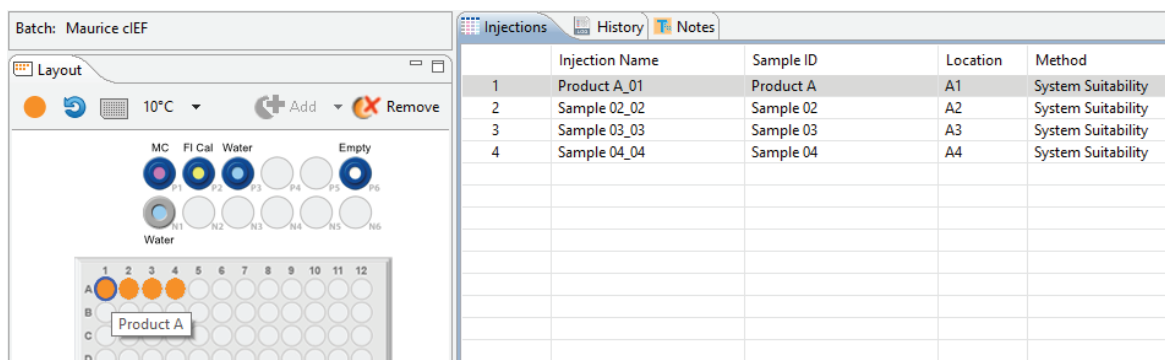 Batch: Maurice cIEF
Layout
10°C Add Remove
MC FI Cal Water Empty
P1 P2 P3 P4 P5 P6
N1 N2 N3 N4 N5 N6
Water
1 2 3 4 5 6 7 8 9 10 11 12
A
B
Product A
C
D
Injections History Notes
Injection Name Sample ID Location Method
1 Product A_01 Product A A1 System Suitability
2 Sample 02_02 Sample 02 A2 System Suitability
3 Sample 03_03 Sample 03 A3 System Suitability
4 Sample 04_04 Sample 04 A4 System Suitability